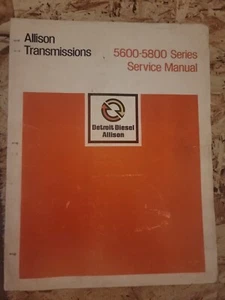 Allison
Transmissions
5600-5800 Series
Service Manual
Detroit Diesel
Allison